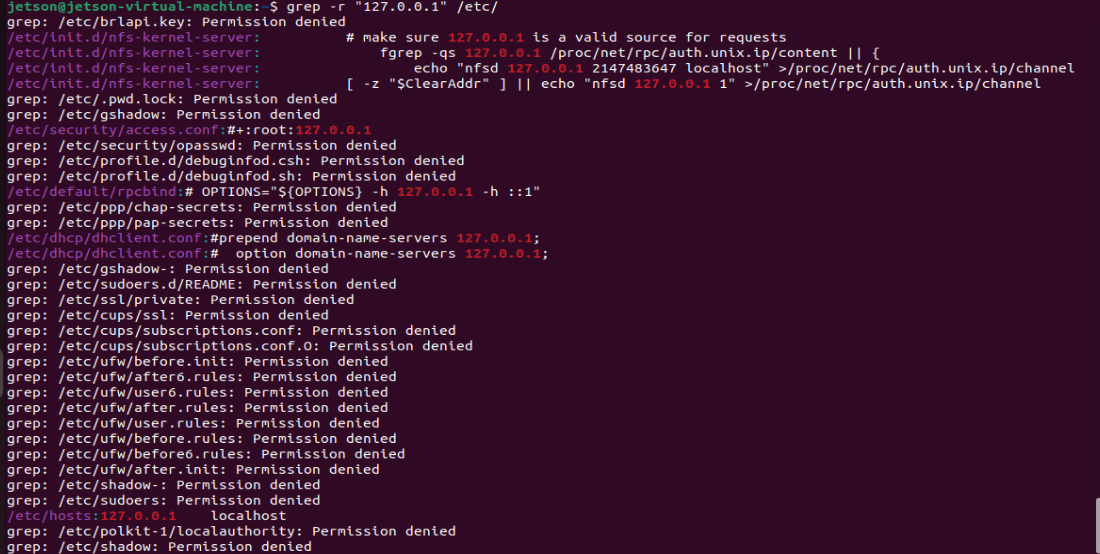 jetson@jetson-virtual-machine:~$ grep -r "127.0.0.1" /etc/
grep: /etc/brlapi.key: Permission denied
/etc/init.d/nfs-kernel-server:          # make sure 127.0.0.1 is a valid source for requests
/etc/init.d/nfs-kernel-server:              fgrep -qs 127.0.0.1 /proc/net/rpc/auth.unix.ip/content || {
/etc/init.d/nfs-kernel-server:                  echo "nfsd 127.0.0.1 2147483647 localhost" >/proc/net/rpc/auth.unix.ip/channel
/etc/init.d/nfs-kernel-server:          [ -z "$ClearAddr" ] || echo "nfsd 127.0.0.1 1" >/proc/net/rpc/auth.unix.ip/channel
grep: /etc/.pwd.lock: Permission denied
grep: /etc/gshadow: Permission denied
/etc/security/access.conf:#+:root:127.0.0.1
grep: /etc/security/opasswd: Permission denied
grep: /etc/profile.d/debuginfod.csh: Permission denied
grep: /etc/profile.d/debuginfod.sh: Permission denied
/etc/default/rpcbind:# OPTIONS="${OPTIONS} -h 127.0.0.1 -h ::1"
grep: /etc/ppp/chap-secrets: Permission denied
grep: /etc/ppp/pap-secrets: Permission denied
/etc/dhcp/dhclient.conf:#prepend domain-name-servers 127.0.0.1;
/etc/dhcp/dhclient.conf:#  option domain-name-servers 127.0.0.1;
grep: /etc/gshadow-: Permission denied
grep: /etc/sudoers.d/README: Permission denied
grep: /etc/ssl/private: Permission denied
grep: /etc/cups/ssl: Permission denied
grep: /etc/cups/subscriptions.conf: Permission denied
grep: /etc/cups/subscriptions.conf.O: Permission denied
grep: /etc/ufw/before.init: Permission denied
grep: /etc/ufw/after6.rules: Permission denied
grep: /etc/ufw/user6.rules: Permission denied
grep: /etc/ufw/after.rules: Permission denied
grep: /etc/ufw/user.rules: Permission denied
grep: /etc/ufw/before.rules: Permission denied
grep: /etc/ufw/before6.rules: Permission denied
grep: /etc/ufw/after.init: Permission denied
grep: /etc/shadow-: Permission denied
grep: /etc/sudoers: Permission denied
/etc/hosts:127.0.0.1    localhost
grep: /etc/polkit-1/localauthority: Permission denied
grep: /etc/shadow: Permission denied